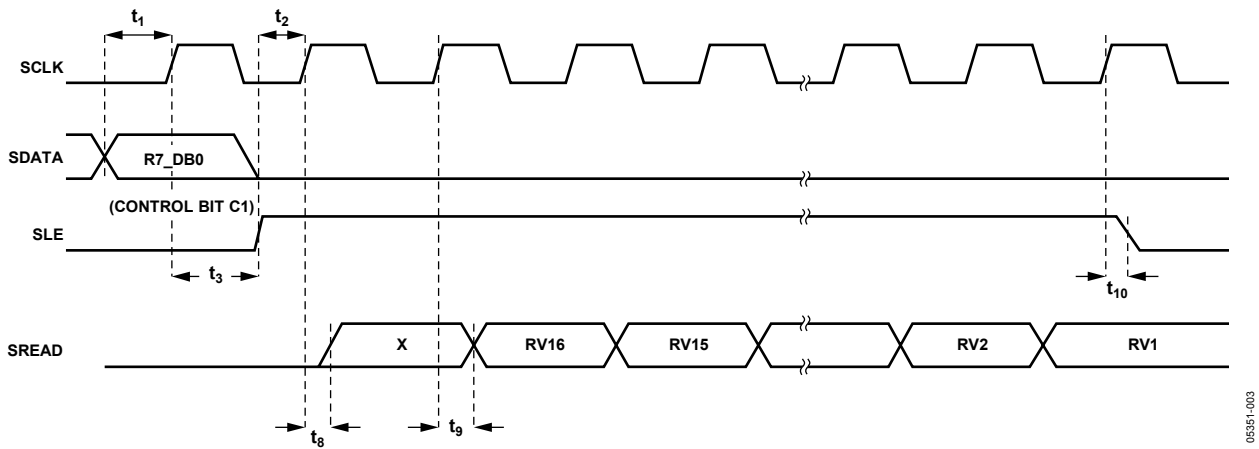 t1 t2
SCLK
SDATA R7_DB0
(CONTROL BIT C1)
SLE
t3 t10
SREAD X RV16 RV15 RV2 RV1
t8 t9
05351-003